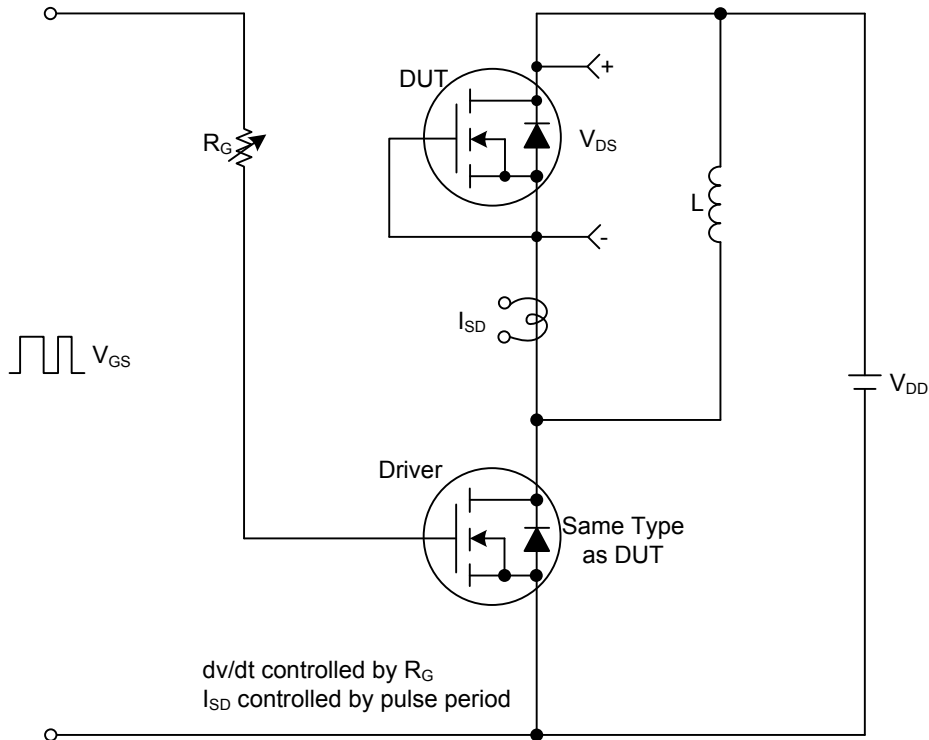 DUT
+
R_G
V_DS
L
-
I_SD
V_GS
V_DD
Driver
Same Type
as DUT
dv/dt controlled by R_G
I_SD controlled by pulse period